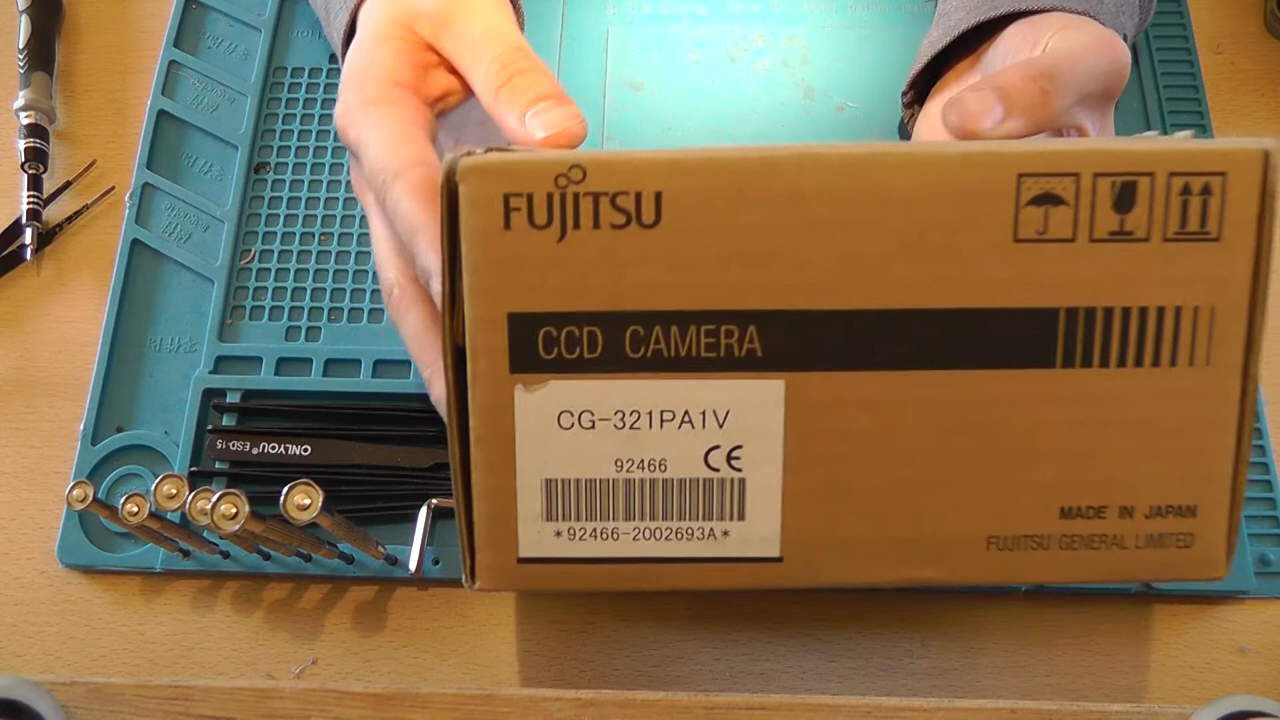 FUJITSU
CCD CAMERA
CG-321PA1V
92466 CE
*92466-2002693A*
MADE IN JAPAN
FUJITSU GENERAL LIMITED
ONLYOU® ESD-15